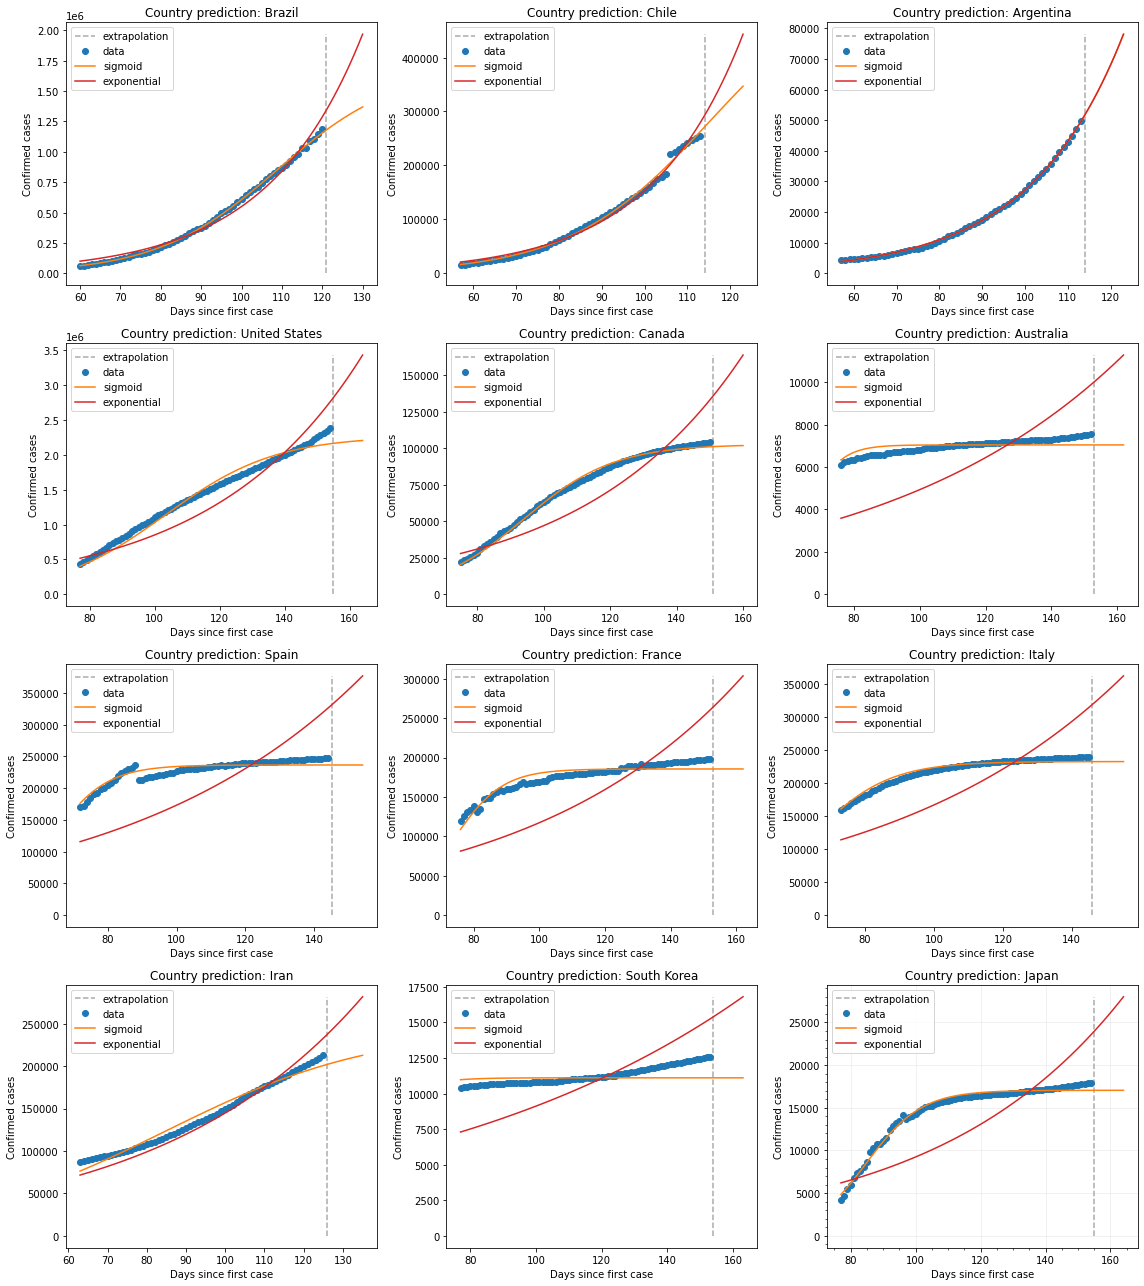 Country prediction: Brazil
1e6
extrapolation
data
sigmoid
exponential
Confirmed cases
2.00
1.75
1.50
1.25
1.00
0.75
0.50
0.25
0.00
60 70 80 90 100 110 120 130
Days since first case
Country prediction: Chile
extrapolation
data
sigmoid
exponential
Confirmed cases
400000
300000
200000
100000
0
60 70 80 90 100 110 120
Days since first case
Country prediction: Argentina
extrapolation
data
sigmoid
exponential
Confirmed cases
80000
70000
60000
50000
40000
30000
20000
10000
0
60 70 80 90 100 110 120
Days since first case
Country prediction: United States
1e6
extrapolation
data
sigmoid
exponential
Confirmed cases
3.5
3.0
2.5
2.0
1.5
1.0
0.5
0.0
80 100 120 140 160
Days since first case
Country prediction: Canada
extrapolation
data
sigmoid
exponential
Confirmed cases
150000
125000
100000
75000
50000
25000
0
80 100 120 140 160
Days since first case
Country prediction: Australia
extrapolation
data
sigmoid
exponential
Confirmed cases
10000
8000
6000
4000
2000
0
80 100 120 140 160
Days since first case
Country prediction: Spain
extrapolation
data
sigmoid
exponential
Confirmed cases
350000
300000
250000
200000
150000
100000
50000
0
80 100 120 140
Days since first case
Country prediction: France
extrapolation
data
sigmoid
exponential
Confirmed cases
300000
250000
200000
150000
100000
50000
0
80 100 120 140 160
Days since first case
Country prediction: Italy
extrapolation
data
sigmoid
exponential
Confirmed cases
350000
300000
250000
200000
150000
100000
50000
0
80 100 120 140
Days since first case
Country prediction: Iran
extrapolation
data
sigmoid
exponential
Confirmed cases
250000
200000
150000
100000
50000
0
60 70 80 90 100 110 120 130
Days since first case
Country prediction: South Korea
extrapolation
data
sigmoid
exponential
Confirmed cases
17500
15000
12500
10000
7500
5000
2500
0
80 100 120 140 160
Days since first case
Country prediction: Japan
extrapolation
data
sigmoid
exponential
Confirmed cases
25000
20000
15000
10000
5000
0
80 100 120 140 160
Days since first case